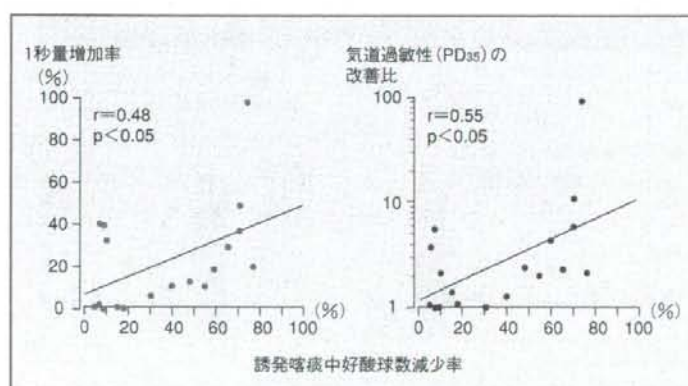 1秒量増加率
(%)
100
80
60
40
20
0
r=0.48
p<0.05
0 20 40 60 80 100
(%)
気道過敏性(PD35)の
改善比
100
10
1
r=0.55
p<0.05
0 20 40 60 80 100
(%)
誘発喀痰中好酸球数減少率